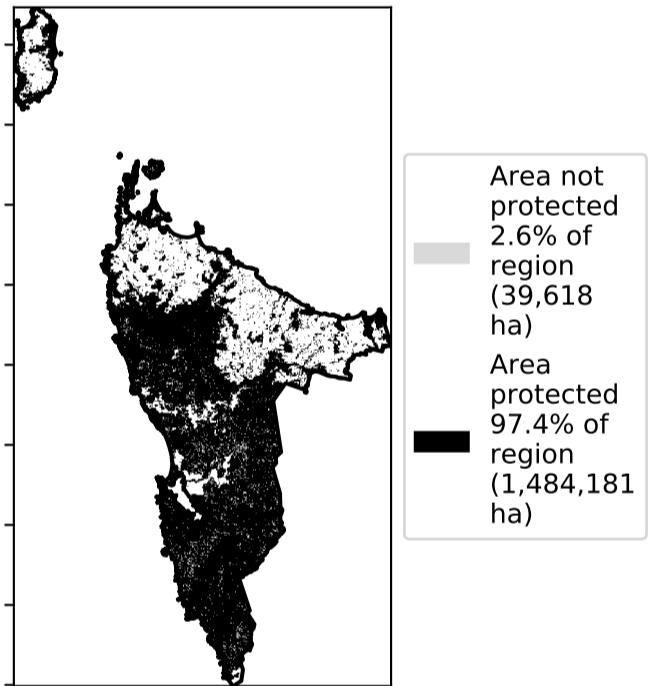 Area not
protected
2.6% of
region
(39,618
ha)
Area
protected
97.4% of
region
(1,484,181
ha)